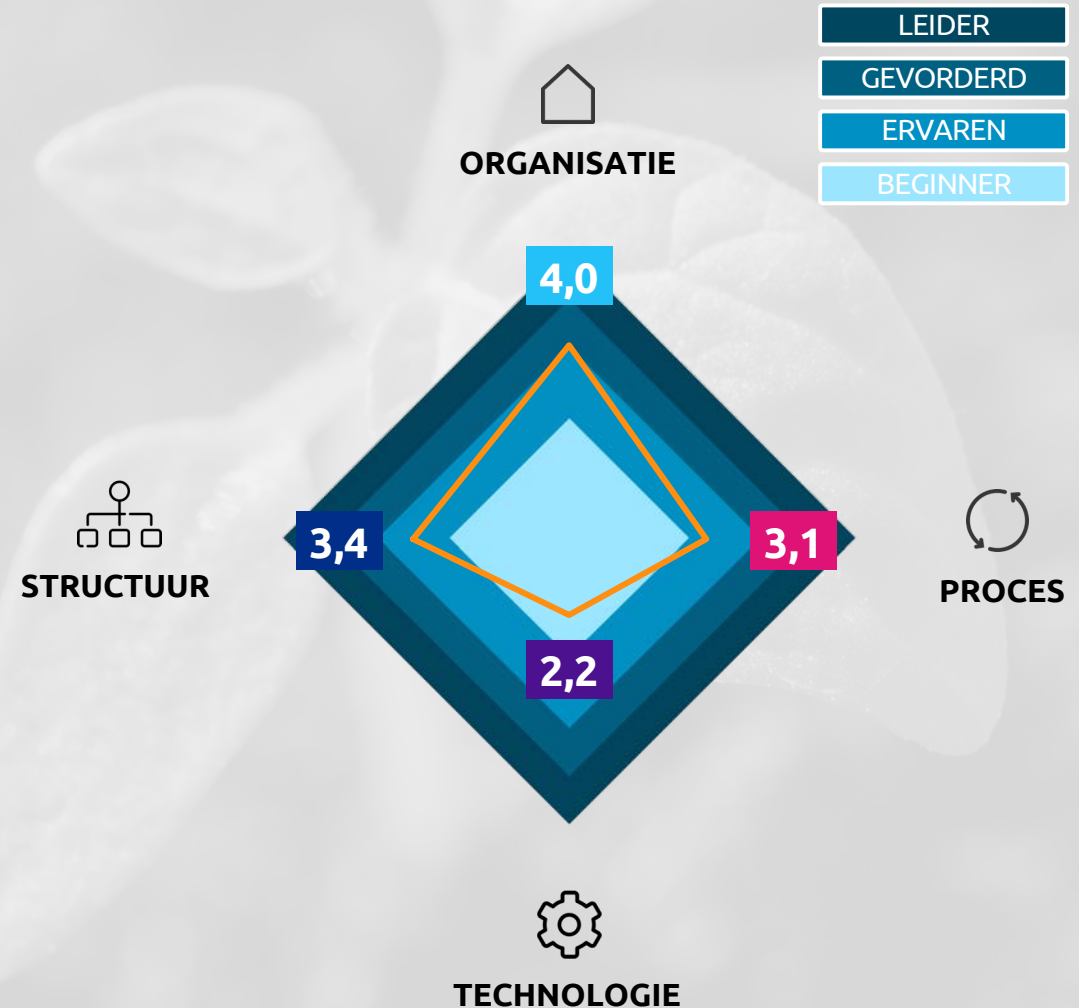 LEIDER
GEVORDERD
ERVAREN
BEGINNER
ORGANISATIE
4,0
STRUCTUUR
3,4
3,1
PROCES
2,2
TECHNOLOGIE